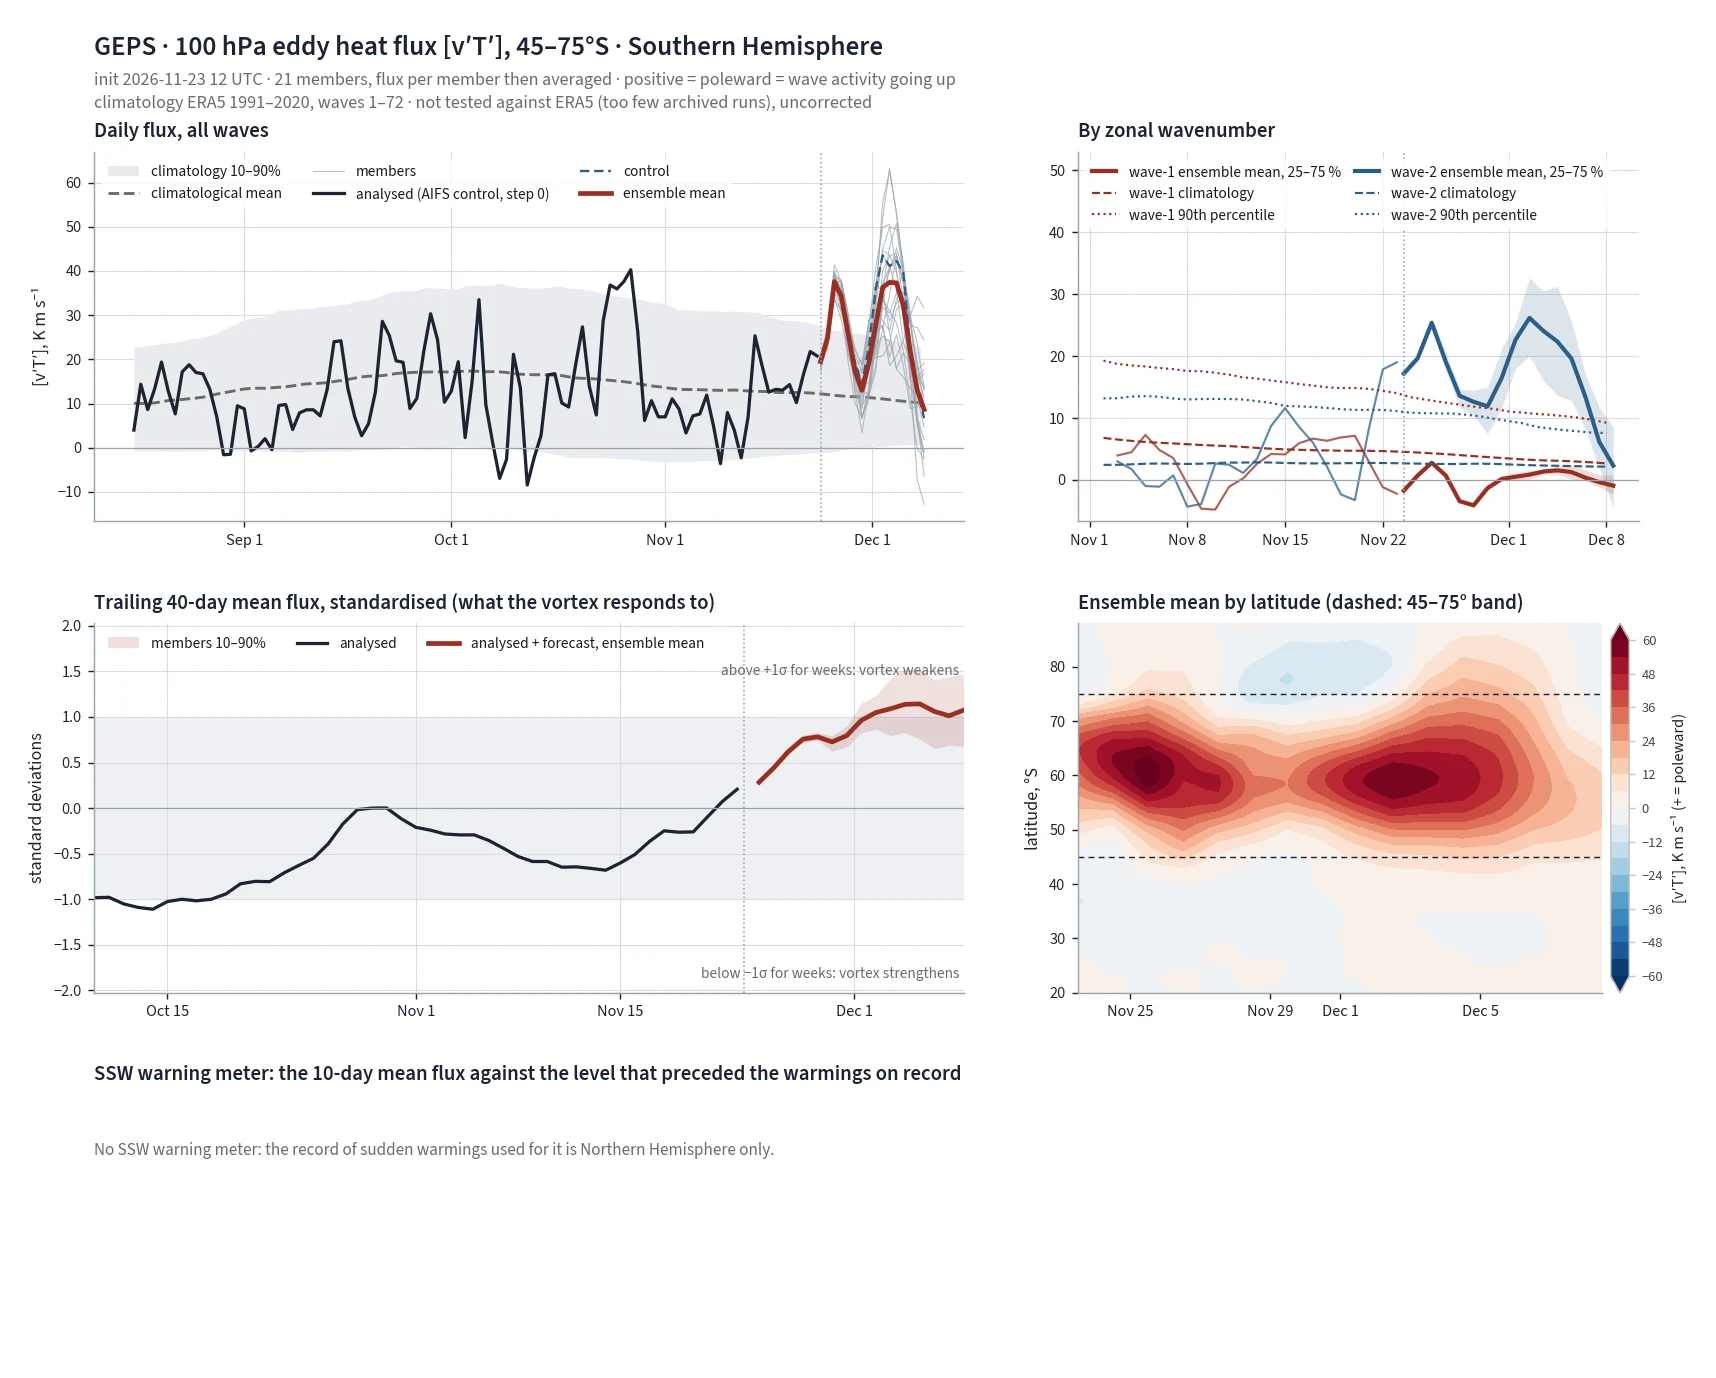 GEPS · 100 hPa eddy heat flux [v′T′], 45–75°S · Southern Hemisphere
init 2026-11-23 12 UTC · 21 members, flux per member then averaged · positive = poleward = wave activity going up
climatology ERA5 1991–2020, waves 1–72 · not tested against ERA5 (too few archived runs), uncorrected
Daily flux, all waves
climatology 10–90%
members
control
climatological mean
analysed (AIFS control, step 0)
ensemble mean
60
50
40
30
20
10
0
−10
[v′T′], K m s⁻¹
Sep 1
Oct 1
Nov 1
Dec 1
By zonal wavenumber
wave-1 ensemble mean, 25–75 %
wave-2 ensemble mean, 25–75 %
wave-1 climatology
wave-2 climatology
wave-1 90th percentile
wave-2 90th percentile
50
40
30
20
10
0
Nov 1
Nov 8
Nov 15
Nov 22
Dec 1
Dec 8
Trailing 40-day mean flux, standardised (what the vortex responds to)
members 10–90%
analysed
analysed + forecast, ensemble mean
above +1σ for weeks: vortex weakens
below −1σ for weeks: vortex strengthens
2.0
1.5
1.0
0.5
0.0
−0.5
−1.0
−1.5
−2.0
standard deviations
Oct 15
Nov 1
Nov 15
Dec 1
Ensemble mean by latitude (dashed: 45–75° band)
80
70
60
50
40
30
20
latitude, °S
Nov 25
Nov 29
Dec 1
Dec 5
60
48
36
24
12
0
−12
−24
−36
−48
−60
[v′T′], K m s⁻¹ (+ = poleward)
SSW warning meter: the 10-day mean flux against the level that preceded the warmings on record
No SSW warning meter: the record of sudden warmings used for it is Northern Hemisphere only.